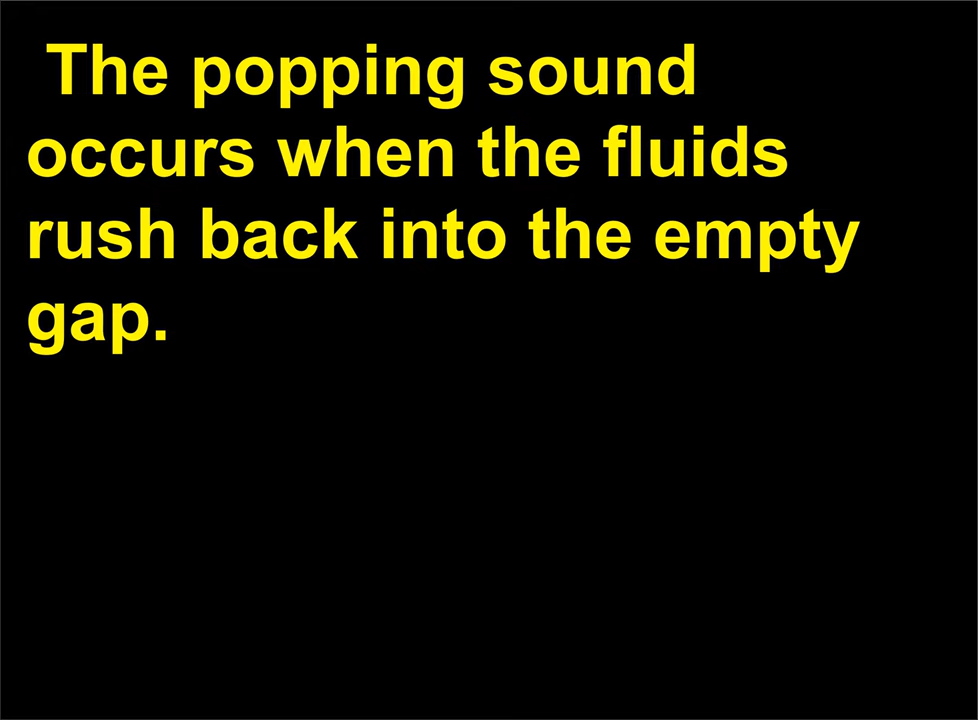 The popping sound
occurs when the fluids
rush back into the empty
gap.